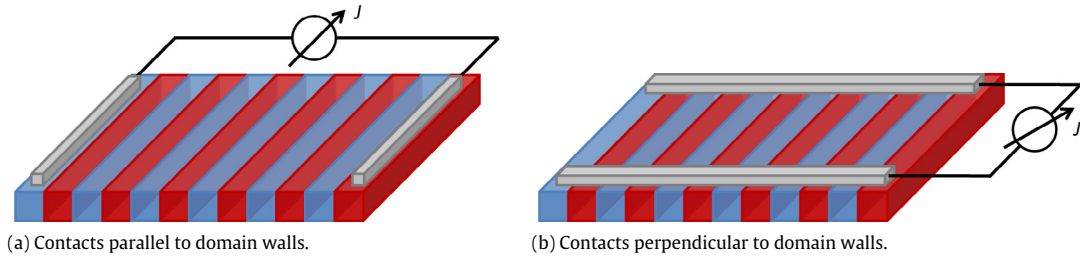 J
J
(a) Contacts parallel to domain walls.
(b) Contacts perpendicular to domain walls.